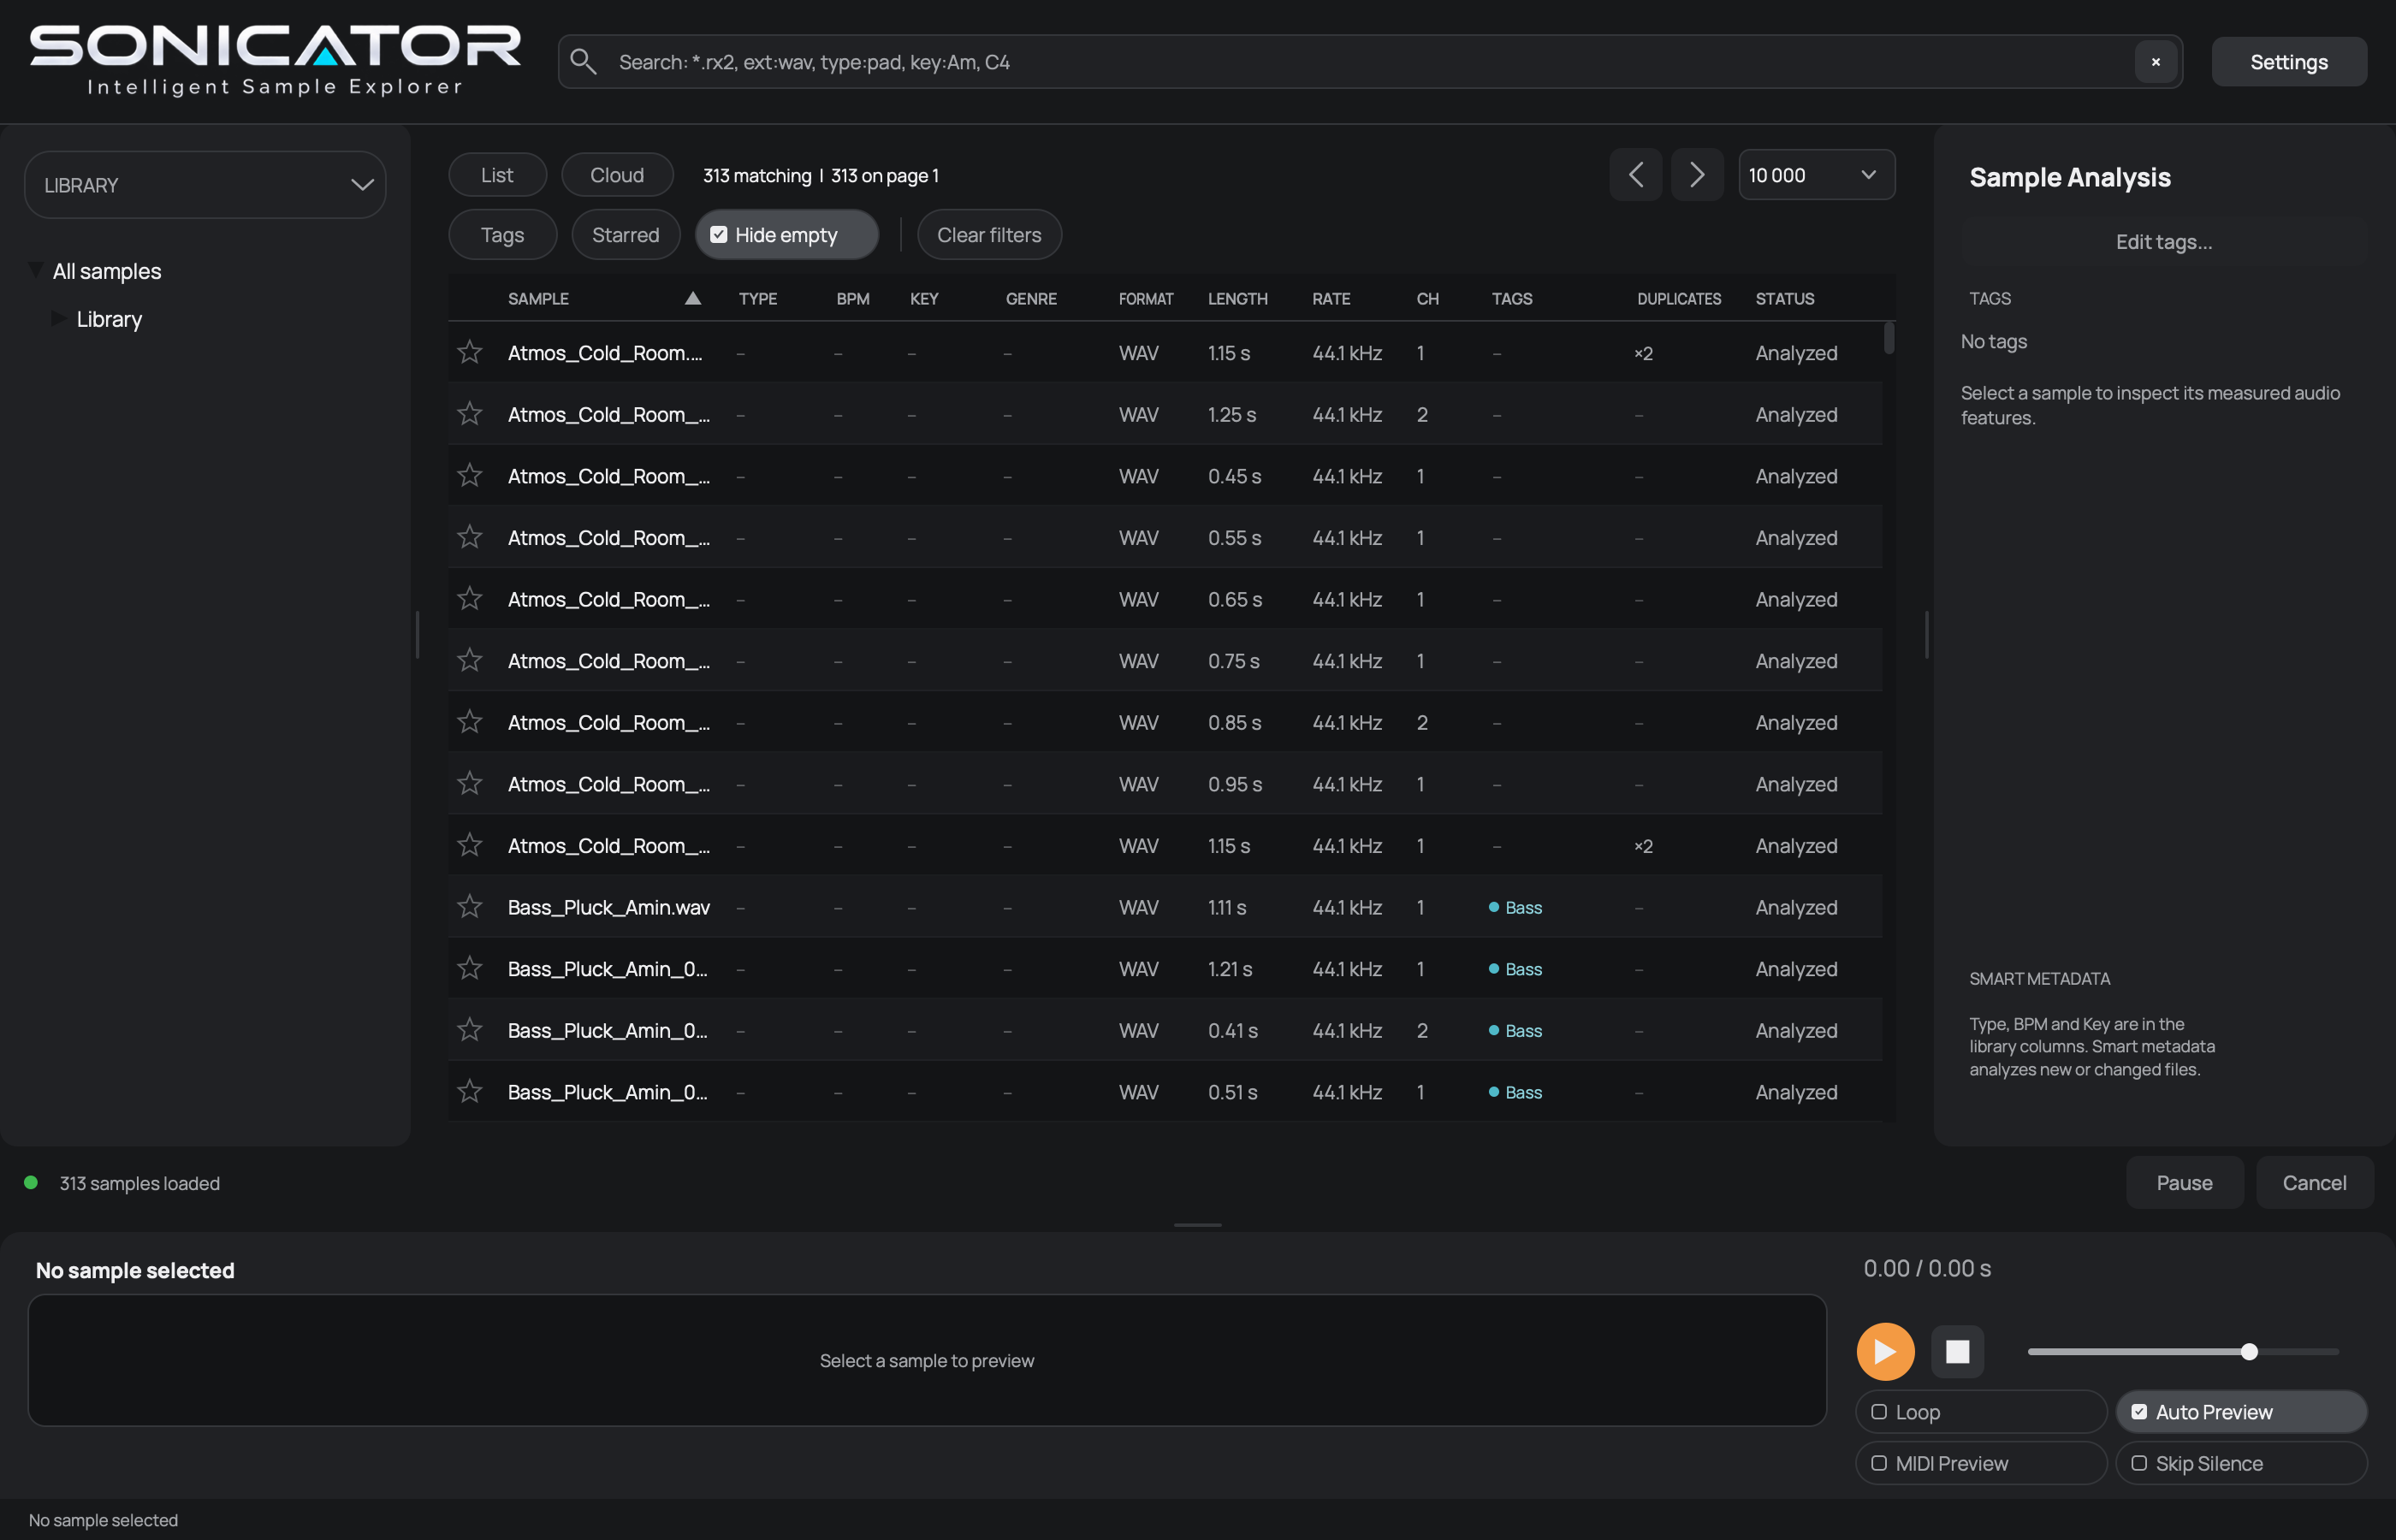 SONICATOR
Intelligent Sample Explorer
Search: *.rx2, ext:wav, type:pad, key:Am, C4
×
Settings
LIBRARY
All samples
Library
List Cloud 313 matching | 313 on page 1
10 000
Tags Starred Hide empty Clear filters
SAMPLE TYPE BPM KEY GENRE FORMAT LENGTH RATE CH TAGS DUPLICATES STATUS
Atmos_Cold_Room.... – – – – WAV 1.15 s 44.1 kHz 1 – ×2 Analyzed
Atmos_Cold_Room_... – – – – WAV 1.25 s 44.1 kHz 2 – – Analyzed
Atmos_Cold_Room_... – – – – WAV 0.45 s 44.1 kHz 1 – – Analyzed
Atmos_Cold_Room_... – – – – WAV 0.55 s 44.1 kHz 1 – – Analyzed
Atmos_Cold_Room_... – – – – WAV 0.65 s 44.1 kHz 1 – – Analyzed
Atmos_Cold_Room_... – – – – WAV 0.75 s 44.1 kHz 1 – – Analyzed
Atmos_Cold_Room_... – – – – WAV 0.85 s 44.1 kHz 2 – – Analyzed
Atmos_Cold_Room_... – – – – WAV 0.95 s 44.1 kHz 1 – – Analyzed
Atmos_Cold_Room_... – – – – WAV 1.15 s 44.1 kHz 1 – ×2 Analyzed
Bass_Pluck_Amin.wav – – – – WAV 1.11 s 44.1 kHz 1 Bass – Analyzed
Bass_Pluck_Amin_0... – – – – WAV 1.21 s 44.1 kHz 1 Bass – Analyzed
Bass_Pluck_Amin_0... – – – – WAV 0.41 s 44.1 kHz 2 Bass – Analyzed
Bass_Pluck_Amin_0... – – – – WAV 0.51 s 44.1 kHz 1 Bass – Analyzed
Sample Analysis
Edit tags...
TAGS
No tags
Select a sample to inspect its measured audio
features.
SMART METADATA
Type, BPM and Key are in the
library columns. Smart metadata
analyzes new or changed files.
313 samples loaded
Pause Cancel
No sample selected
Select a sample to preview
0.00 / 0.00 s
Loop Auto Preview
MIDI Preview Skip Silence
No sample selected